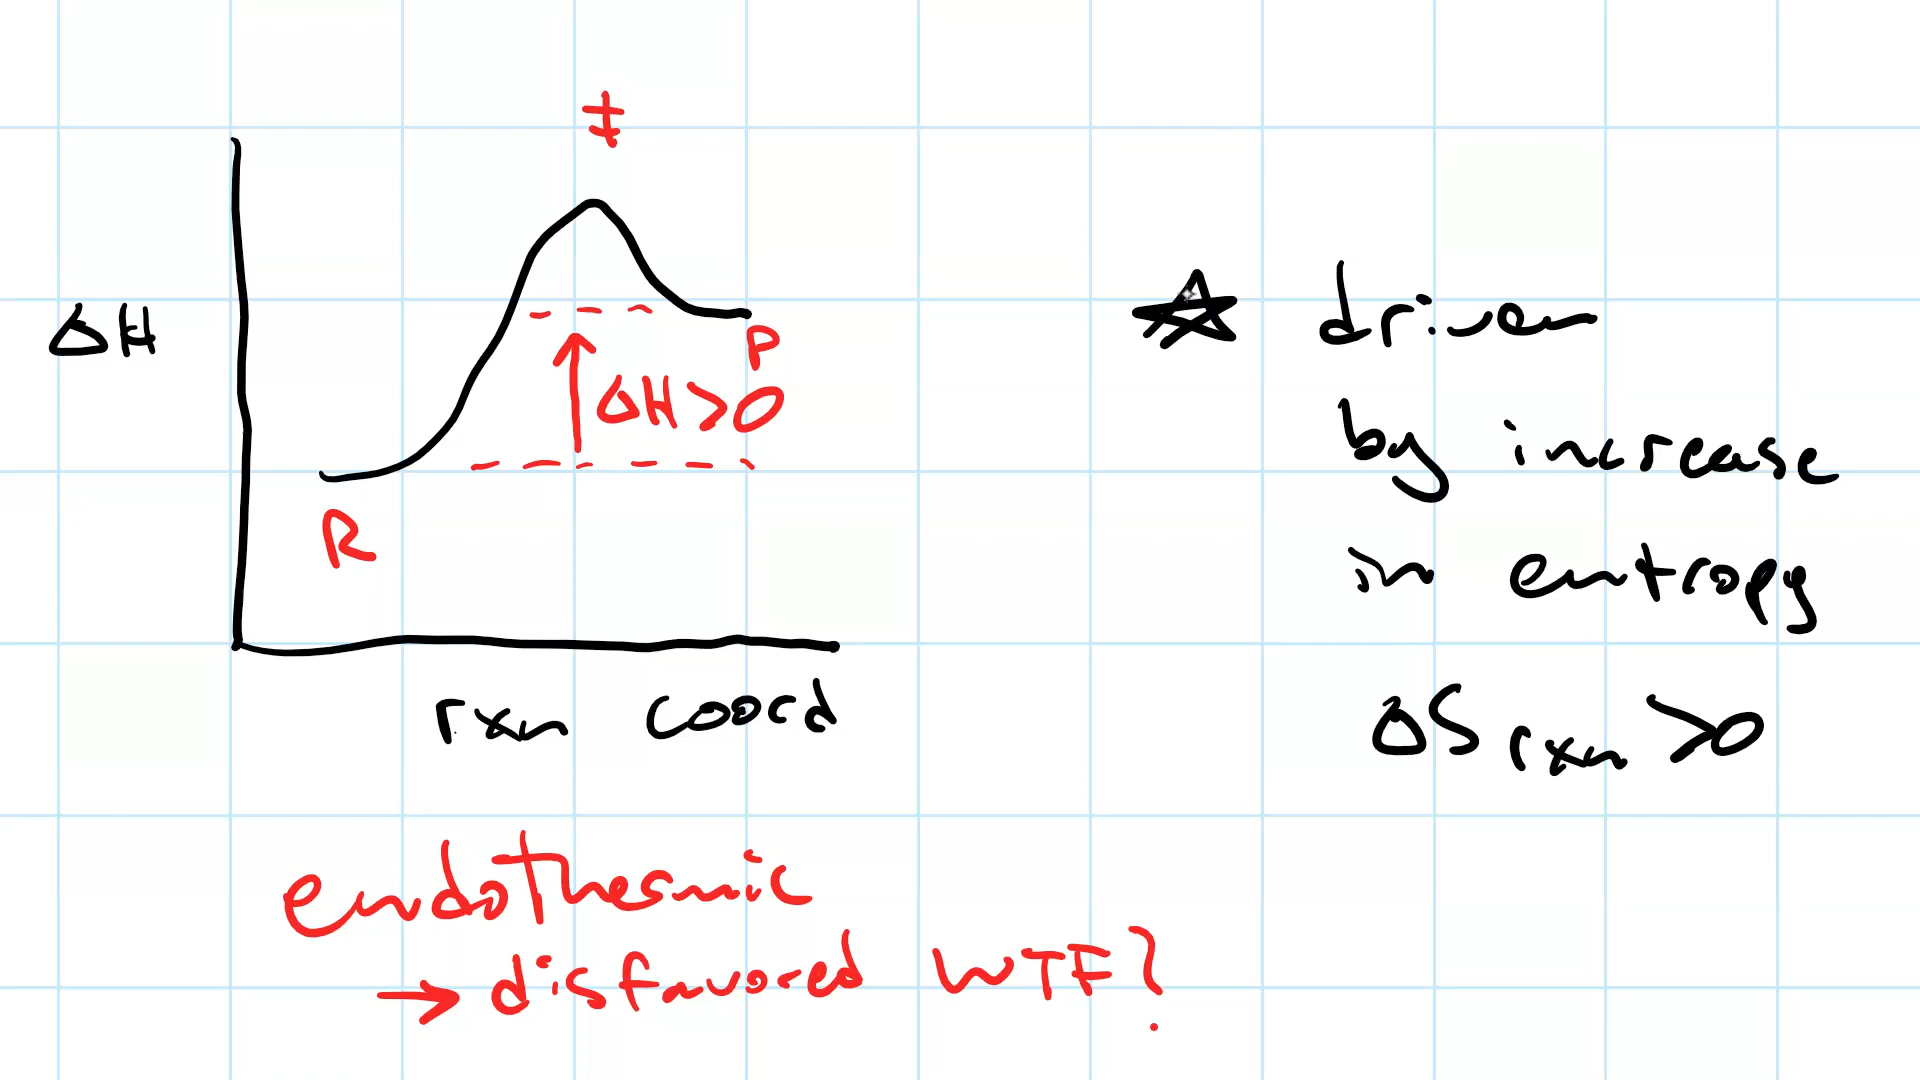 ‡
ΔH
P
ΔH>0
R
rxn coord
endothermic
→ disfavored WTF?
☆ driven
by increase
in entropy
ΔS rxn >0